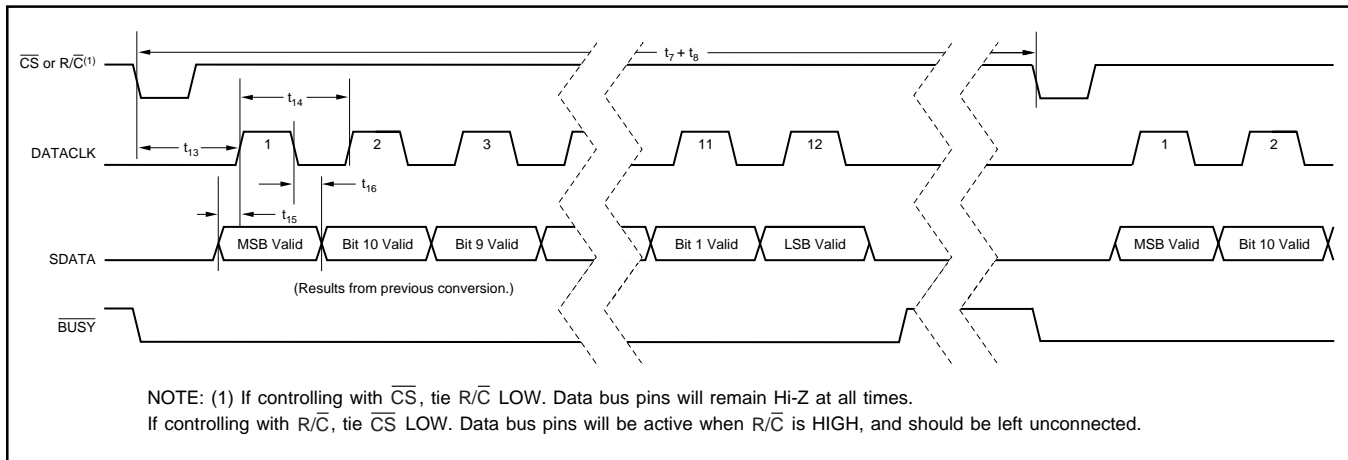 t7 + t8
CS or R/C(1)
t14
DATACLK
t13
1
2
3
11
12
1
2
t16
t15
SDATA
MSB Valid
Bit 10 Valid
Bit 9 Valid
Bit 1 Valid
LSB Valid
MSB Valid
Bit 10 Valid
(Results from previous conversion.)
BUSY
NOTE: (1) If controlling with CS, tie R/C LOW. Data bus pins will remain Hi-Z at all times.
If controlling with R/C, tie CS LOW. Data bus pins will be active when R/C is HIGH, and should be left unconnected.